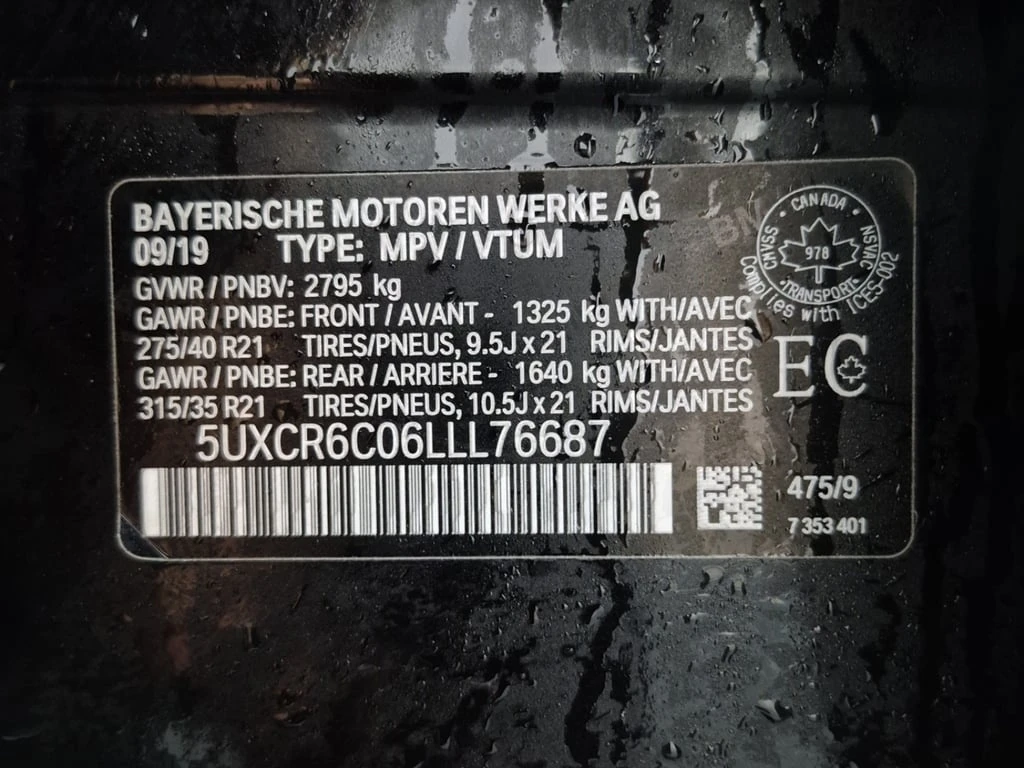 BAYERISCHE MOTOREN WERKE AG
09/19 TYPE: MPV / VTUM
GVWR / PNBV: 2795 kg
GAWR / PNBE: FRONT / AVANT - 1325 kg WITH/AVEC
275/40 R21 TIRES/PNEUS, 9.5J x 21 RIMS/JANTES
GAWR / PNBE: REAR / ARRIERE - 1640 kg WITH/AVEC
315/35 R21 TIRES/PNEUS, 10.5J x 21 RIMS/JANTES
5UXCR6C06LLL76687
CANADA
CMVSS
NSVAC
978
TRANSPORT
Complies with ICES-002
EC
475/9
7 353 401